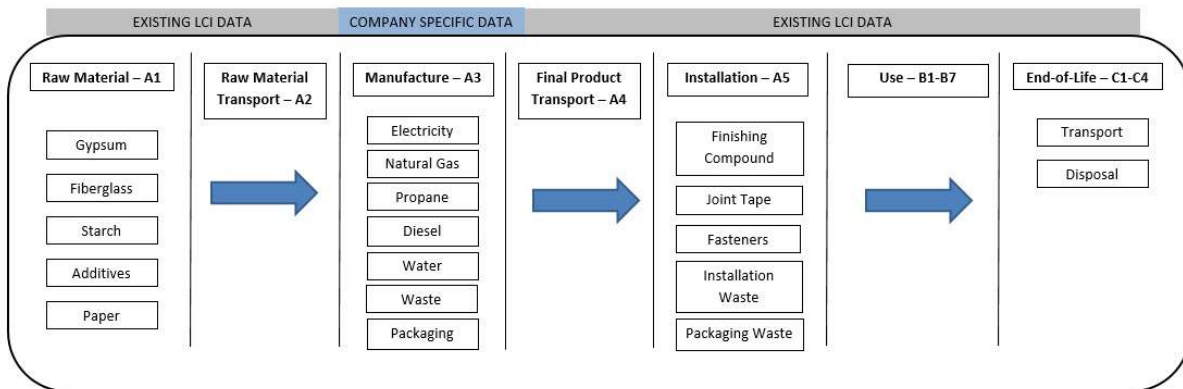 EXISTING LCI DATA
COMPANY SPECIFIC DATA
EXISTING LCI DATA
Raw Material – A1
Gypsum
Fiberglass
Starch
Additives
Paper
Raw Material
Transport – A2
Manufacture – A3
Electricity
Natural Gas
Propane
Diesel
Water
Waste
Packaging
Final Product
Transport – A4
Installation – A5
Finishing
Compound
Joint Tape
Fasteners
Installation
Waste
Packaging Waste
Use – B1-B7
End-of-Life – C1-C4
Transport
Disposal